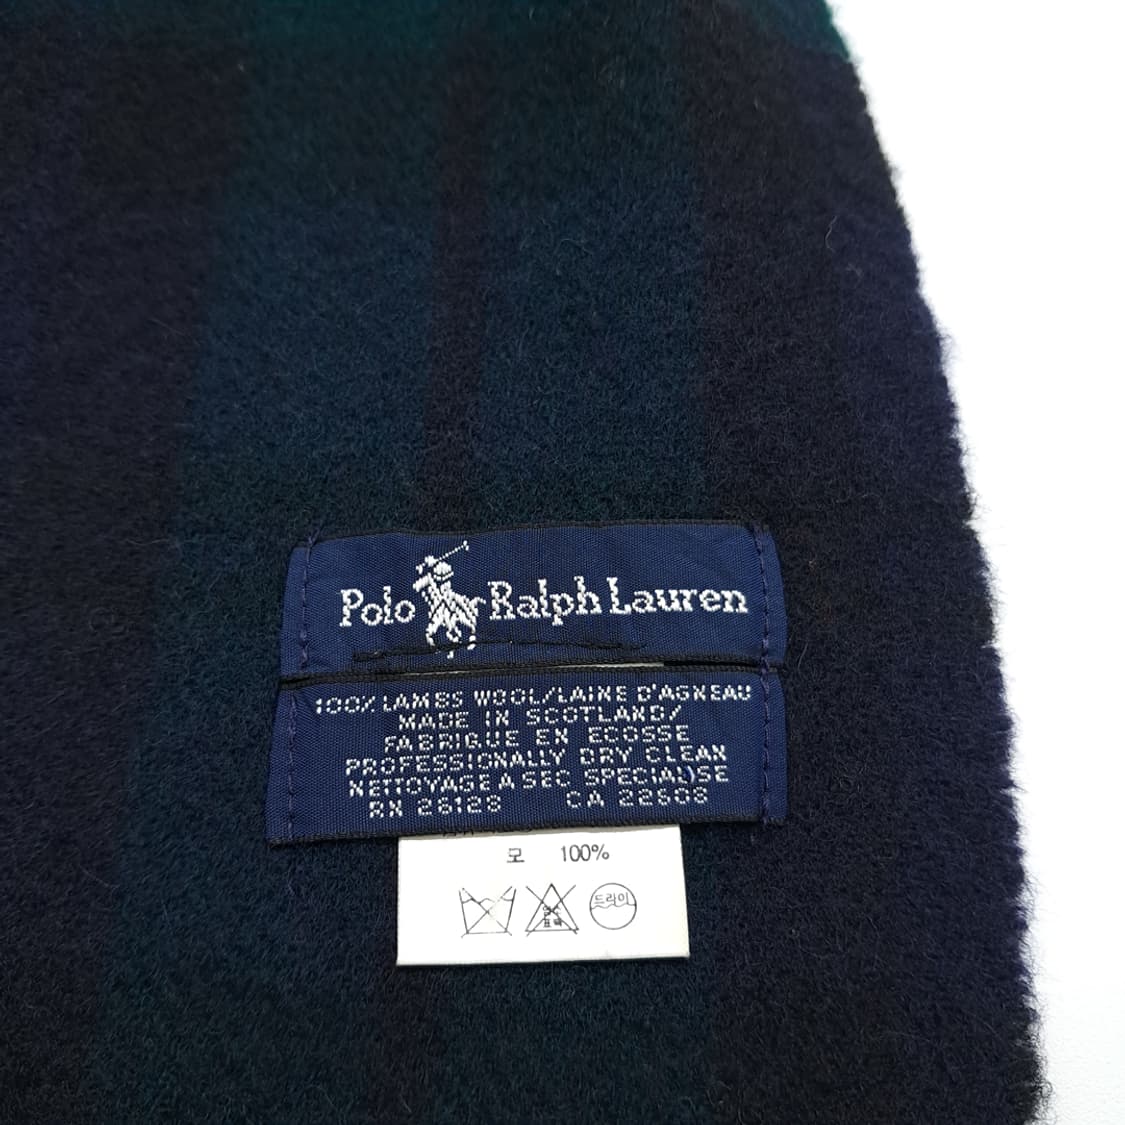 Polo Ralph Lauren
100% LAMBS WOOL/LAINE D'AGNEAU
MADE IN SCOTLAND/
FABRIQUE EN ECOSSE
PROFESSIONALLY DRY CLEAN
NETTOYAGE A SEC SPECIALISE
RN 26128 CA 22608
모 100%
드라이